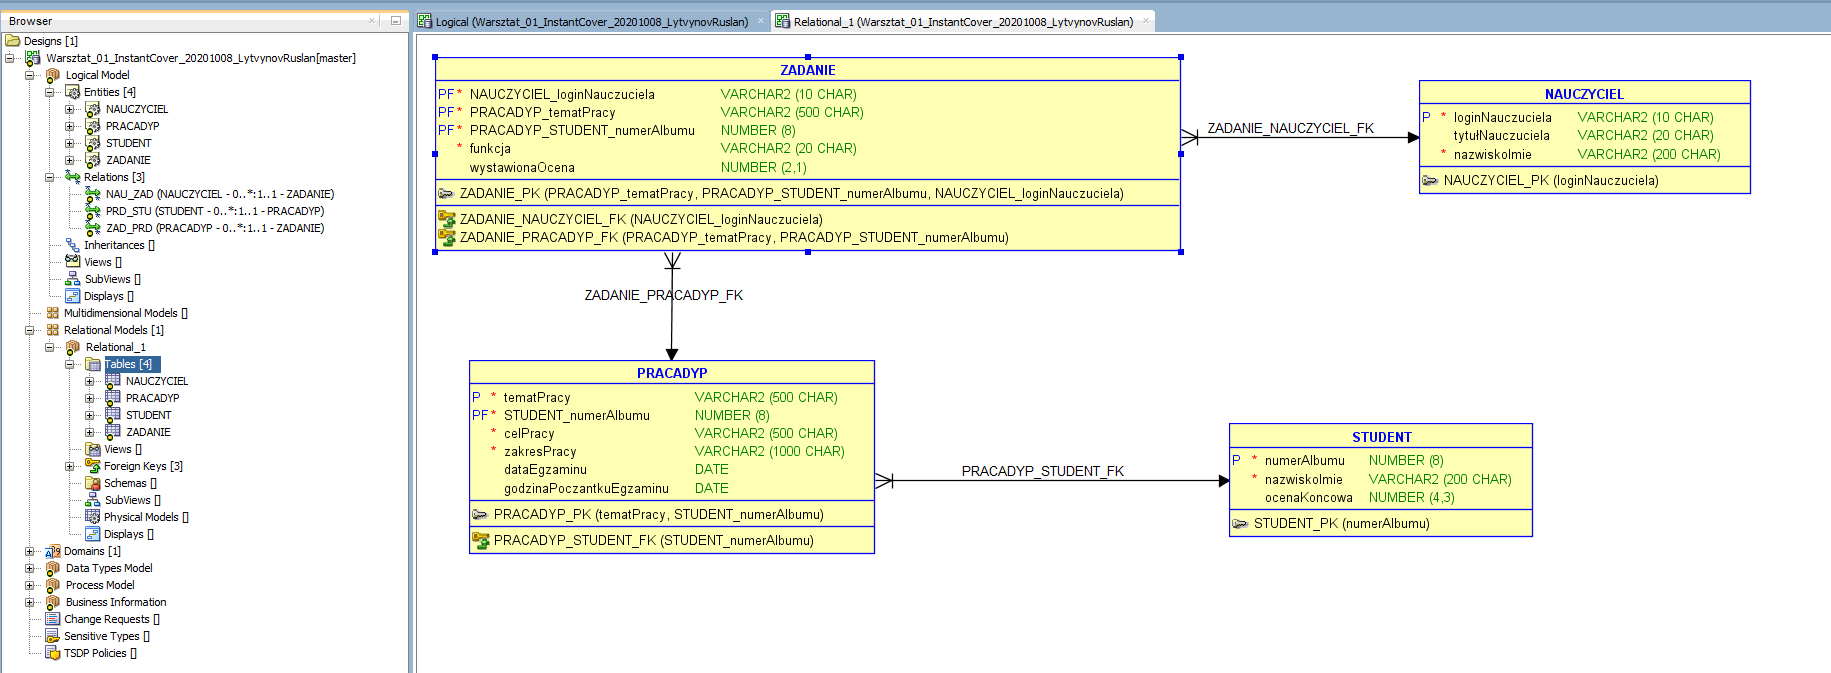 Browser
Designs [1]
Warsztat_01_InstantCover_20201008_LytvynovRuslan[master]
Logical Model
Entities [4]
NAUCZYCIEL
PRACADYP
STUDENT
ZADANIE
Relations [3]
NAU_ZAD (NAUCZYCIEL - 0..*:1..1 - ZADANIE)
PRD_STU (STUDENT - 0..*:1..1 - PRACADYP)
ZAD_PRD (PRACADYP - 0..*:1..1 - ZADANIE)
Inheritances []
Views []
SubViews []
Displays []
Multidimensional Models []
Relational Models [1]
Relational_1
Tables [4]
NAUCZYCIEL
PRACADYP
STUDENT
ZADANIE
Views []
Foreign Keys [3]
Schemas []
SubViews []
Physical Models []
Displays []
Domains [1]
Data Types Model
Process Model
Business Information
Change Requests []
Sensitive Types []
TSDP Policies []
Logical (Warsztat_01_InstantCover_20201008_LytvynovRuslan)
Relational_1 (Warsztat_01_InstantCover_20201008_LytvynovRuslan)
ZADANIE
PF * NAUCZYCIEL_loginNauczuciela VARCHAR2 (10 CHAR)
PF * PRACADYP_tematPracy VARCHAR2 (500 CHAR)
PF * PRACADYP_STUDENT_numerAlbumu NUMBER (8)
* funkcja VARCHAR2 (20 CHAR)
wystawionaOcena NUMBER (2,1)
ZADANIE_PK (PRACADYP_tematPracy, PRACADYP_STUDENT_numerAlbumu, NAUCZYCIEL_loginNauczuciela)
ZADANIE_NAUCZYCIEL_FK (NAUCZYCIEL_loginNauczuciela)
ZADANIE_PRACADYP_FK (PRACADYP_tematPracy, PRACADYP_STUDENT_numerAlbumu)
ZADANIE_NAUCZYCIEL_FK
NAUCZYCIEL
P * loginNauczuciela VARCHAR2 (10 CHAR)
tytułNauczuciela VARCHAR2 (20 CHAR)
* nazwiskoImie VARCHAR2 (200 CHAR)
NAUCZYCIEL_PK (loginNauczuciela)
ZADANIE_PRACADYP_FK
PRACADYP
P * tematPracy VARCHAR2 (500 CHAR)
PF * STUDENT_numerAlbumu NUMBER (8)
* celPracy VARCHAR2 (500 CHAR)
* zakresPracy VARCHAR2 (1000 CHAR)
dataEgzaminu DATE
godzinaPoczantkuEgzaminu DATE
PRACADYP_PK (tematPracy, STUDENT_numerAlbumu)
PRACADYP_STUDENT_FK (STUDENT_numerAlbumu)
PRACADYP_STUDENT_FK
STUDENT
P * numerAlbumu NUMBER (8)
* nazwiskoImie VARCHAR2 (200 CHAR)
ocenaKoncowa NUMBER (4,3)
STUDENT_PK (numerAlbumu)